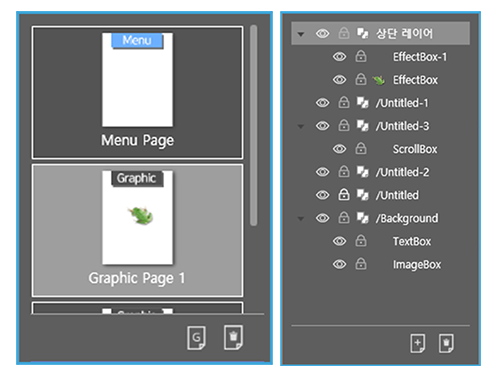 Menu
Menu Page
Graphic
Graphic Page 1
G
상단 레이어
EffectBox-1
EffectBox
/Untitled-1
/Untitled-3
ScrollBox
/Untitled-2
/Untitled
/Background
TextBox
ImageBox